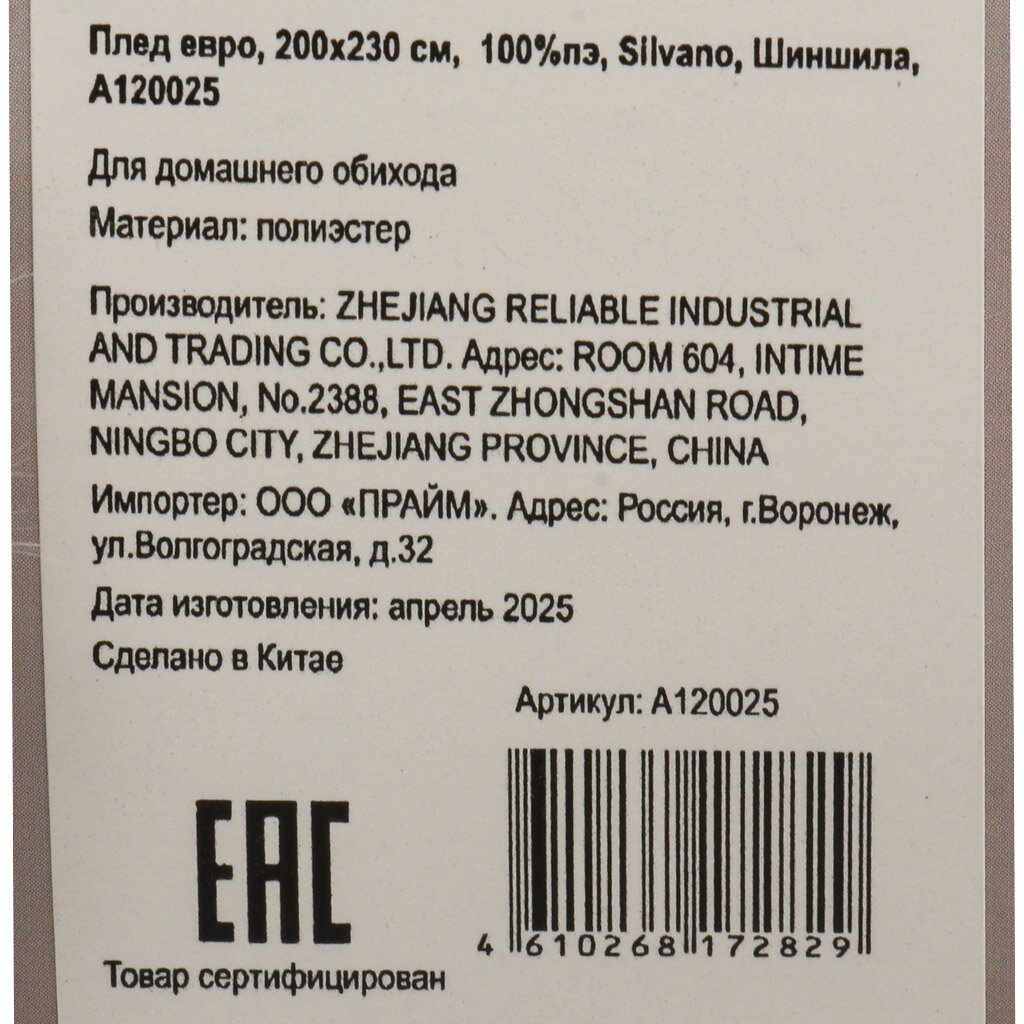 Плед евро, 200х230 см, 100%пэ, Silvano, Шиншила,
А120025
Для домашнего обихода
Материал: полиэстер
Производитель: ZHEJIANG RELIABLE INDUSTRIAL
AND TRADING CO.,LTD. Адрес: ROOM 604, INTIME
MANSION, No.2388, EAST ZHONGSHAN ROAD,
NINGBO CITY, ZHEJIANG PROVINCE, CHINA
Импортер: ООО «ПРАЙМ». Адрес: Россия, г.Воронеж,
ул.Волгоградская, д.32
Дата изготовления: апрель 2025
Сделано в Китае
Артикул: А120025
EAC
4 610268 172829
Товар сертифицирован